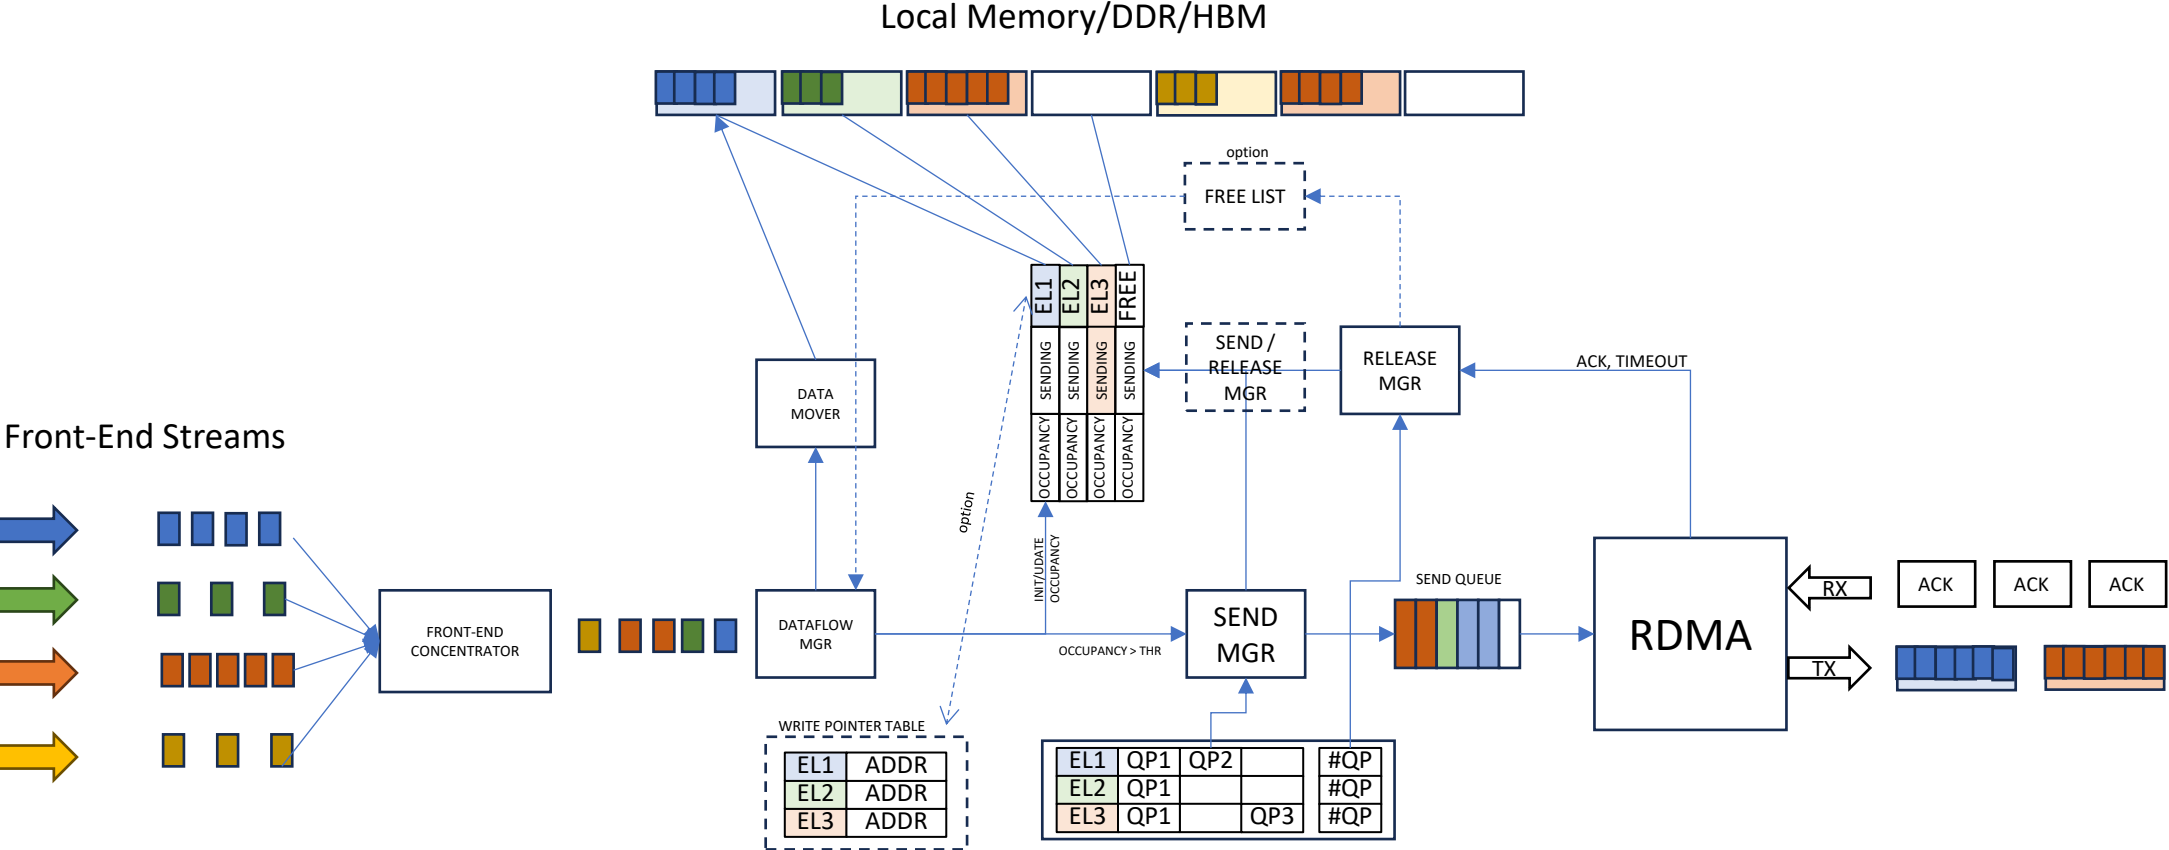 Local Memory/DDR/HBM
option
FREE LIST
EL1
EL2
EL3
FREE
SENDING
SENDING
SENDING
SENDING
OCCUPANCY
OCCUPANCY
OCCUPANCY
OCCUPANCY
SEND /
RELEASE
MGR
RELEASE
MGR
ACK, TIMEOUT
DATA
MOVER
Front-End Streams
option
INIT/UDATE
OCCUPANCY
FRONT-END
CONCENTRATOR
DATAFLOW
MGR
OCCUPANCY > THR
SEND
MGR
SEND QUEUE
RDMA
RX
ACK
ACK
ACK
TX
WRITE POINTER TABLE
EL1 ADDR
EL2 ADDR
EL3 ADDR
EL1 QP1 QP2 #QP
EL2 QP1 #QP
EL3 QP1 QP3 #QP